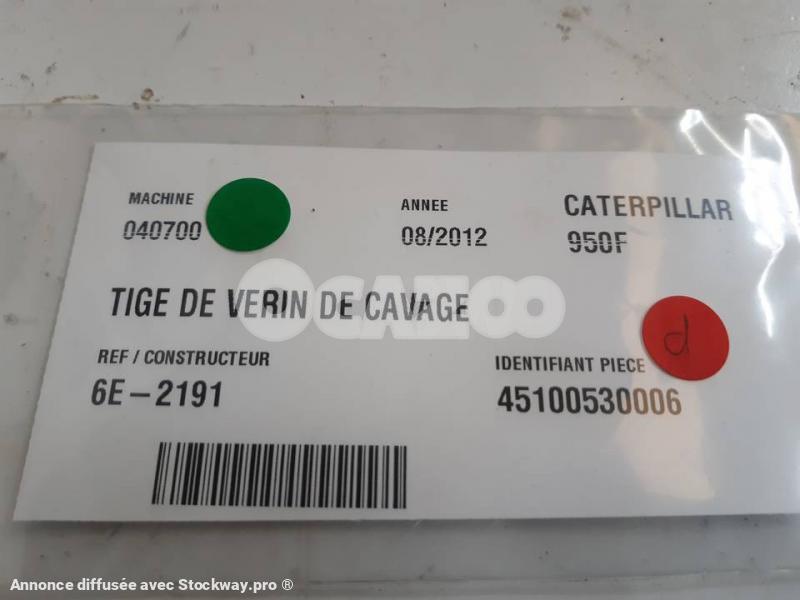 MACHINE
040700
ANNEE
08/2012
CATERPILLAR
950F
TIGE DE VERIN DE CAVAGE
OCAZOO
REF / CONSTRUCTEUR
6E-2191
IDENTIFIANT PIECE
45100530006
d
Annonce diffusée avec Stockway.pro ®